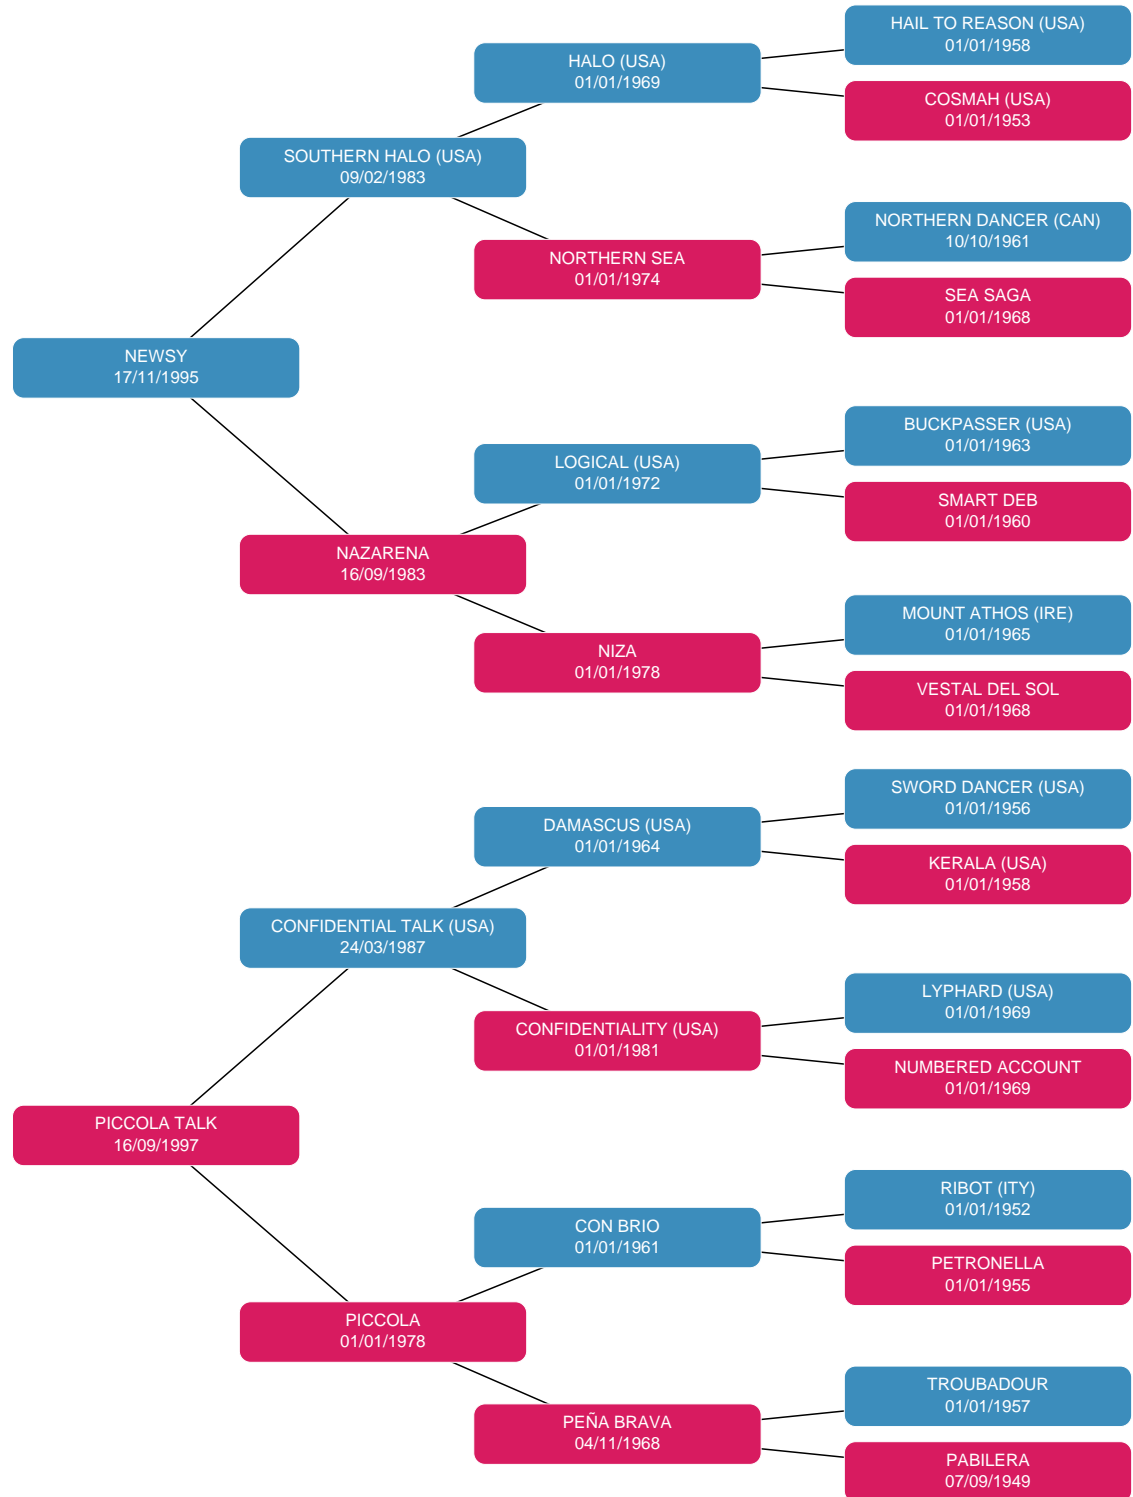 HAIL TO REASON (USA)
01/01/1958
HALO (USA)
01/01/1969
COSMAH (USA)
01/01/1953
SOUTHERN HALO (USA)
09/02/1983
NORTHERN DANCER (CAN)
10/10/1961
NORTHERN SEA
01/01/1974
SEA SAGA
01/01/1968
NEWSY
17/11/1995
BUCKPASSER (USA)
01/01/1963
LOGICAL (USA)
01/01/1972
SMART DEB
01/01/1960
NAZARENA
16/09/1983
MOUNT ATHOS (IRE)
01/01/1965
NIZA
01/01/1978
VESTAL DEL SOL
01/01/1968
SWORD DANCER (USA)
01/01/1956
DAMASCUS (USA)
01/01/1964
KERALA (USA)
01/01/1958
CONFIDENTIAL TALK (USA)
24/03/1987
LYPHARD (USA)
01/01/1969
CONFIDENTIALITY (USA)
01/01/1981
NUMBERED ACCOUNT
01/01/1969
PICCOLA TALK
16/09/1997
RIBOT (ITY)
01/01/1952
CON BRIO
01/01/1961
PETRONELLA
01/01/1955
PICCOLA
01/01/1978
TROUBADOUR
01/01/1957
PEÑA BRAVA
04/11/1968
PABILERA
07/09/1949